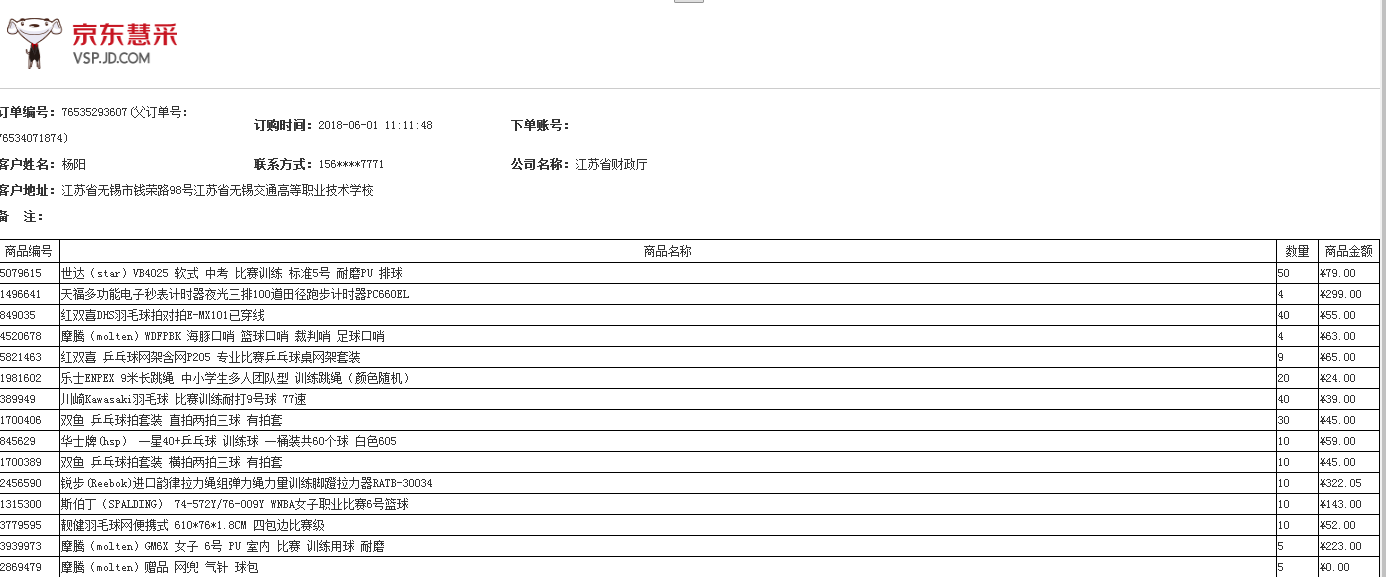 京东慧采
VSP.JD.COM
订单编号：76535293607(父订单号：
76534071874)
订购时间：2018-06-01 11:11:48
下单账号：
客户姓名：杨阳
联系方式：156****7771
公司名称：江苏省财政厅
客户地址：江苏省无锡市钱荣路98号江苏省无锡交通高等职业技术学校
备 注：
商品编号 商品名称 数量 商品金额
5079615 世达（star）VB4025 软式 中考 比赛训练 标准5号 耐磨PU 排球 50 ¥79.00
1496641 天福多功能电子秒表计时器夜光三排100道田径跑步计时器PC660EL 4 ¥299.00
849035 红双喜DHS羽毛球拍对拍E-MX101已穿线 40 ¥55.00
4520678 摩腾（molten）WDFPBK 海豚口哨 篮球口哨 裁判哨 足球口哨 4 ¥63.00
5821463 红双喜 乒乓球网架含网P205 专业比赛乒乓球桌网架套装 9 ¥65.00
1981602 乐士ENPEX 9米长跳绳 中小学生多人团队型 训练跳绳（颜色随机） 20 ¥24.00
389949 川崎Kawasaki羽毛球 比赛训练耐打9号球 77速 40 ¥39.00
1700406 双鱼 乒乓球拍套装 直拍两拍三球 有拍套 30 ¥45.00
845629 华士牌(hsp) 一星40+乒乓球 训练球 一桶装共60个球 白色605 10 ¥59.00
1700389 双鱼 乒乓球拍套装 横拍两拍三球 有拍套 10 ¥45.00
2456590 锐步(Reebok)进口韵律拉力绳组弹力绳力量训练脚蹬拉力器RATB-30034 10 ¥322.05
1315300 斯伯丁（SPALDING） 74-572Y/76-009Y WNBA女子职业比赛6号篮球 10 ¥143.00
3779595 靓健羽毛球网便携式 610*76*1.8CM 四包边比赛级 10 ¥52.00
3939973 摩腾（molten）GM6X 女子 6号 PU 室内 比赛 训练用球 耐磨 5 ¥223.00
2869479 摩腾（molten）赠品 网兜 气针 球包 5 ¥0.00